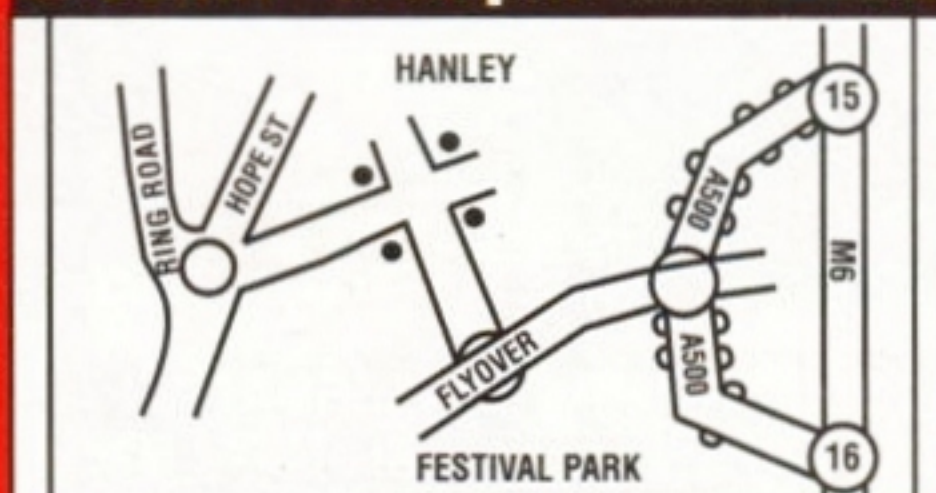 HANLEY
15
RING ROAD
HOPE ST
A500
M6
FLYOVER
A500
FESTIVAL PARK
16